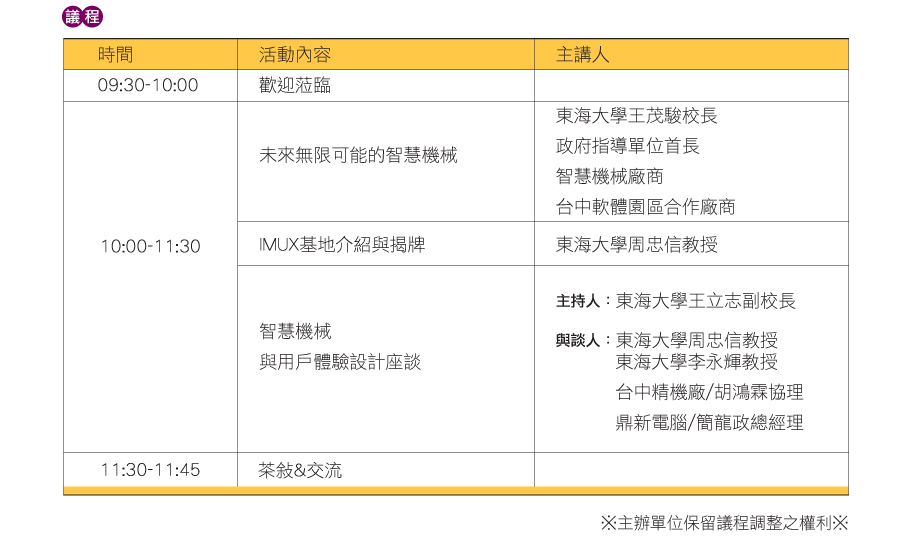 議程
時間 活動內容 主講人
09:30-10:00 歡迎蒞臨
10:00-11:30
未來無限可能的智慧機械
東海大學王茂駿校長
政府指導單位首長
智慧機械廠商
台中軟體園區合作廠商
IMUX基地介紹與揭牌 東海大學周忠信教授
智慧機械
與用戶體驗設計座談
主持人：東海大學王立志副校長
與談人：東海大學周忠信教授
東海大學李永輝教授
台中精機廠/胡鴻霖協理
鼎新電腦/簡龍政總經理
11:30-11:45 茶敍&交流
※主辦單位保留議程調整之權利※